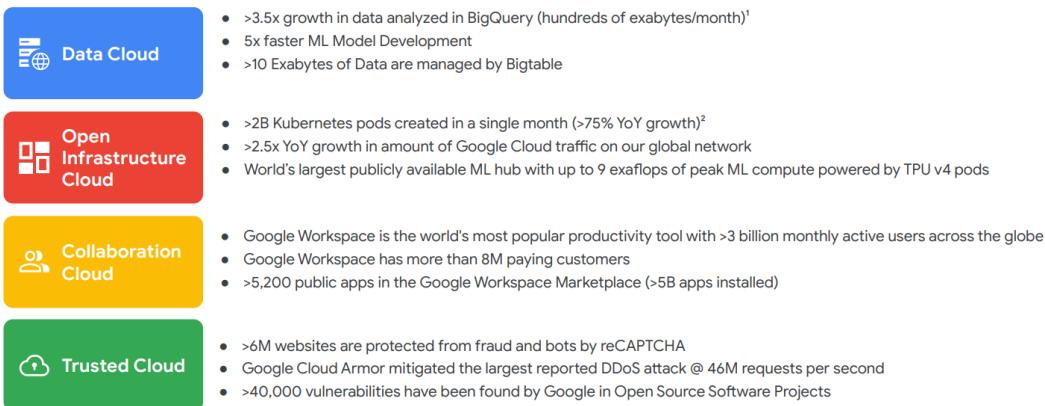 Data Cloud
● >3.5x growth in data analyzed in BigQuery (hundreds of exabytes/month)¹
● 5x faster ML Model Development
● >10 Exabytes of Data are managed by Bigtable
Open
Infrastructure
Cloud
● >2B Kubernetes pods created in a single month (>75% YoY growth)²
● >2.5x YoY growth in amount of Google Cloud traffic on our global network
● World's largest publicly available ML hub with up to 9 exaflops of peak ML compute powered by TPU v4 pods
Collaboration
Cloud
● Google Workspace is the world's most popular productivity tool with >3 billion monthly active users across the globe
● Google Workspace has more than 8M paying customers
● >5,200 public apps in the Google Workspace Marketplace (>5B apps installed)
Trusted Cloud
● >6M websites are protected from fraud and bots by reCAPTCHA
● Google Cloud Armor mitigated the largest reported DDoS attack @ 46M requests per second
● >40,000 vulnerabilities have been found by Google in Open Source Software Projects